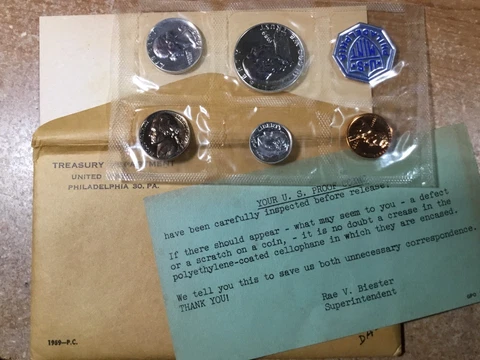 TREASURY DEPARTMENT
UNITED
PHILADELPHIA 30, PA.
YOUR U. S. PROOF
have been carefully inspected before release.
If there should appear - what may seem to you - a defect
or a scratch on a coin, - it is no doubt a crease in the
polyethylene-coated cellophane in which they are encased.
We tell you this to save us both unnecessary correspondence.
THANK YOU!
Rae V. Biester
Superintendent
1959—P.C.